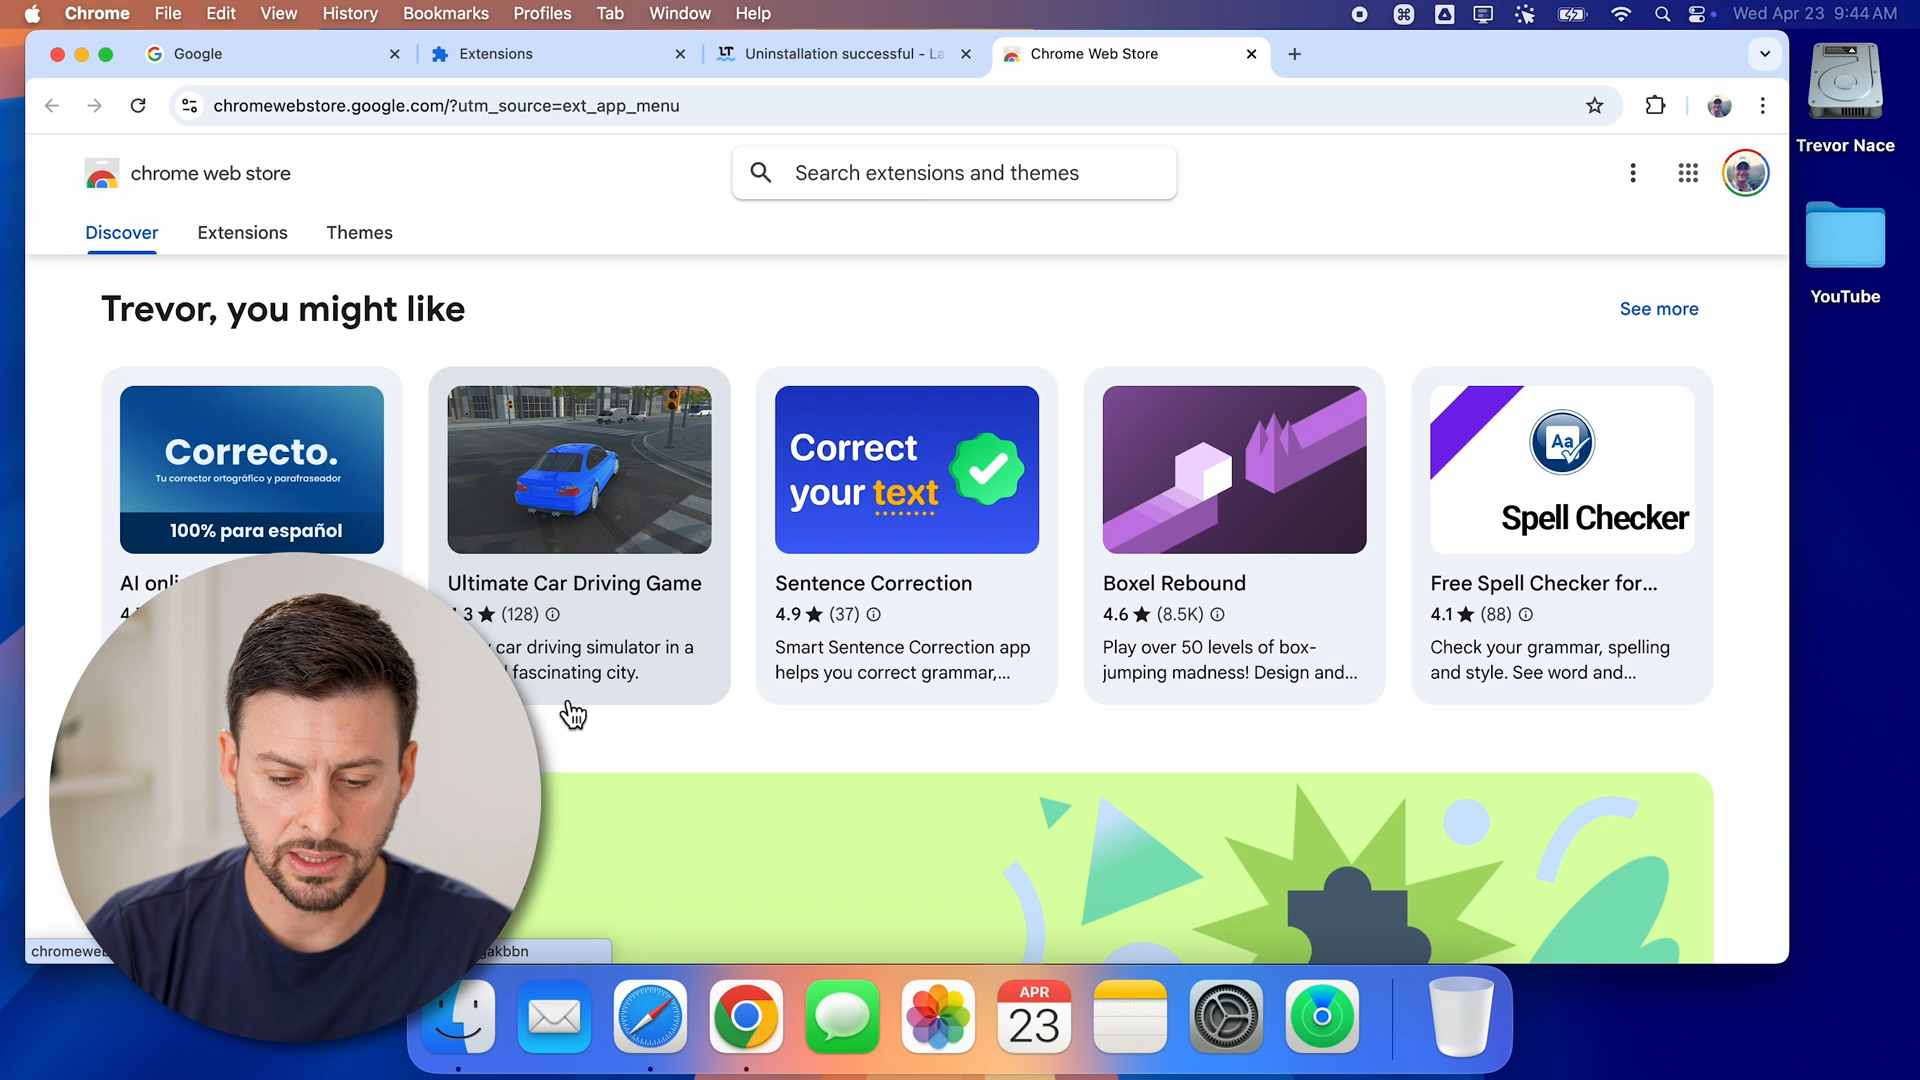 Chrome File Edit View History Bookmarks Profiles Tab Window Help Wed Apr 23 9:44 AM
Google Extensions Uninstallation successful - La Chrome Web Store
chromewebstore.google.com/?utm_source=ext_app_menu
chrome web store Search extensions and themes
Discover Extensions Themes
Trevor, you might like See more
Correcto.
Tu corrector ortográfico y parafraseador
100% para español
Correct
your text
Aa
Spell Checker
AI Ultimate Car Driving Game Sentence Correction Boxel Rebound Free Spell Checker for...
(128) 4.9 (37) 4.6 (8.5K) 4.1 (88)
car driving simulator in a
fascinating city.
Smart Sentence Correction app
helps you correct grammar,...
Play over 50 levels of box-
jumping madness! Design and...
Check your grammar, spelling
and style. See word and...
Trevor Nace
YouTube
APR
23